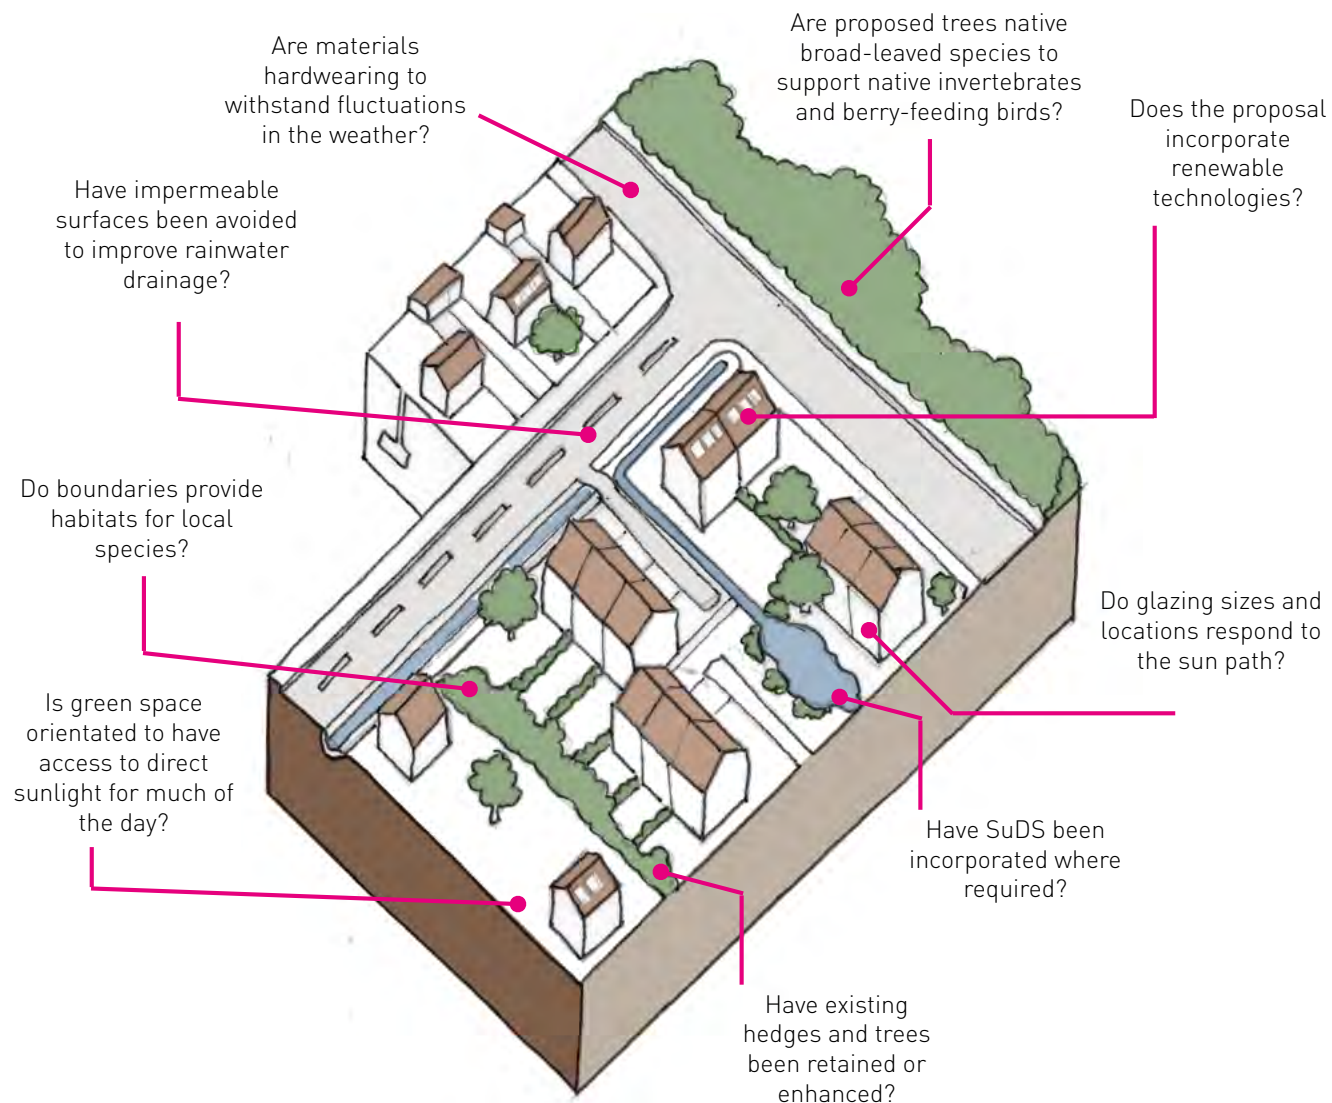 Are materials
hardwearing to
withstand fluctuations
in the weather?
Are proposed trees native
broad-leaved species to
support native invertebrates
and berry-feeding birds?
Does the proposal
incorporate
renewable
technologies?
Have impermeable
surfaces been avoided
to improve rainwater
drainage?
Do boundaries provide
habitats for local
species?
Do glazing sizes and
locations respond to
the sun path?
Is green space
orientated to have
access to direct
sunlight for much of
the day?
Have SuDS been
incorporated where
required?
Have existing
hedges and trees
been retained or
enhanced?